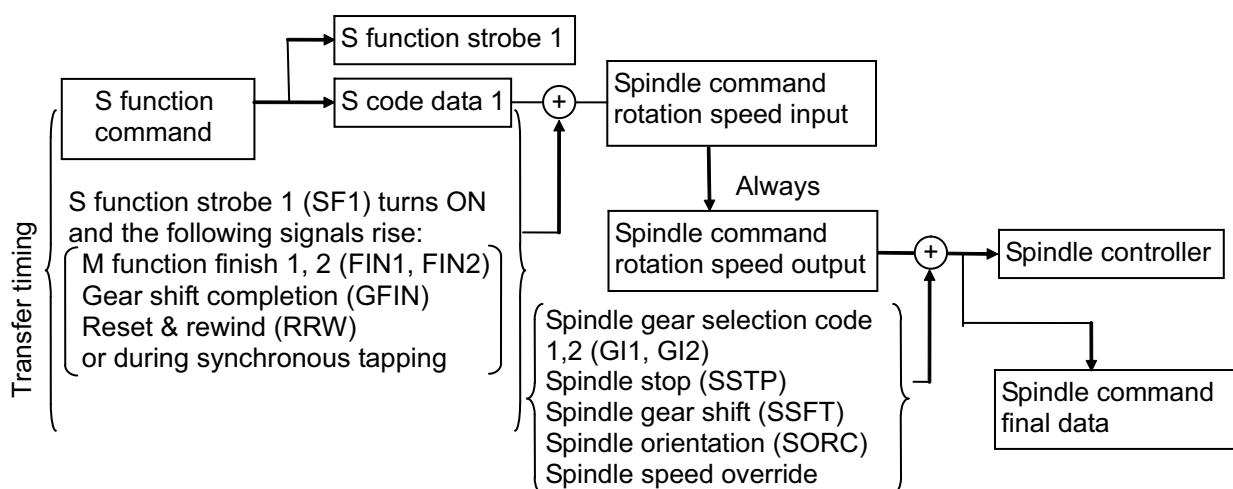 S function strobe 1
S function
command
S code data 1
+
Spindle command
rotation speed input
Transfer timing
S function strobe 1 (SF1) turns ON
and the following signals rise:
M function finish 1, 2 (FIN1, FIN2)
Gear shift completion (GFIN)
Reset & rewind (RRW)
or during synchronous tapping
Always
Spindle command
rotation speed output
+
Spindle controller
Spindle gear selection code
1,2 (GI1, GI2)
Spindle stop (SSTP)
Spindle gear shift (SSFT)
Spindle orientation (SORC)
Spindle speed override
Spindle command
final data